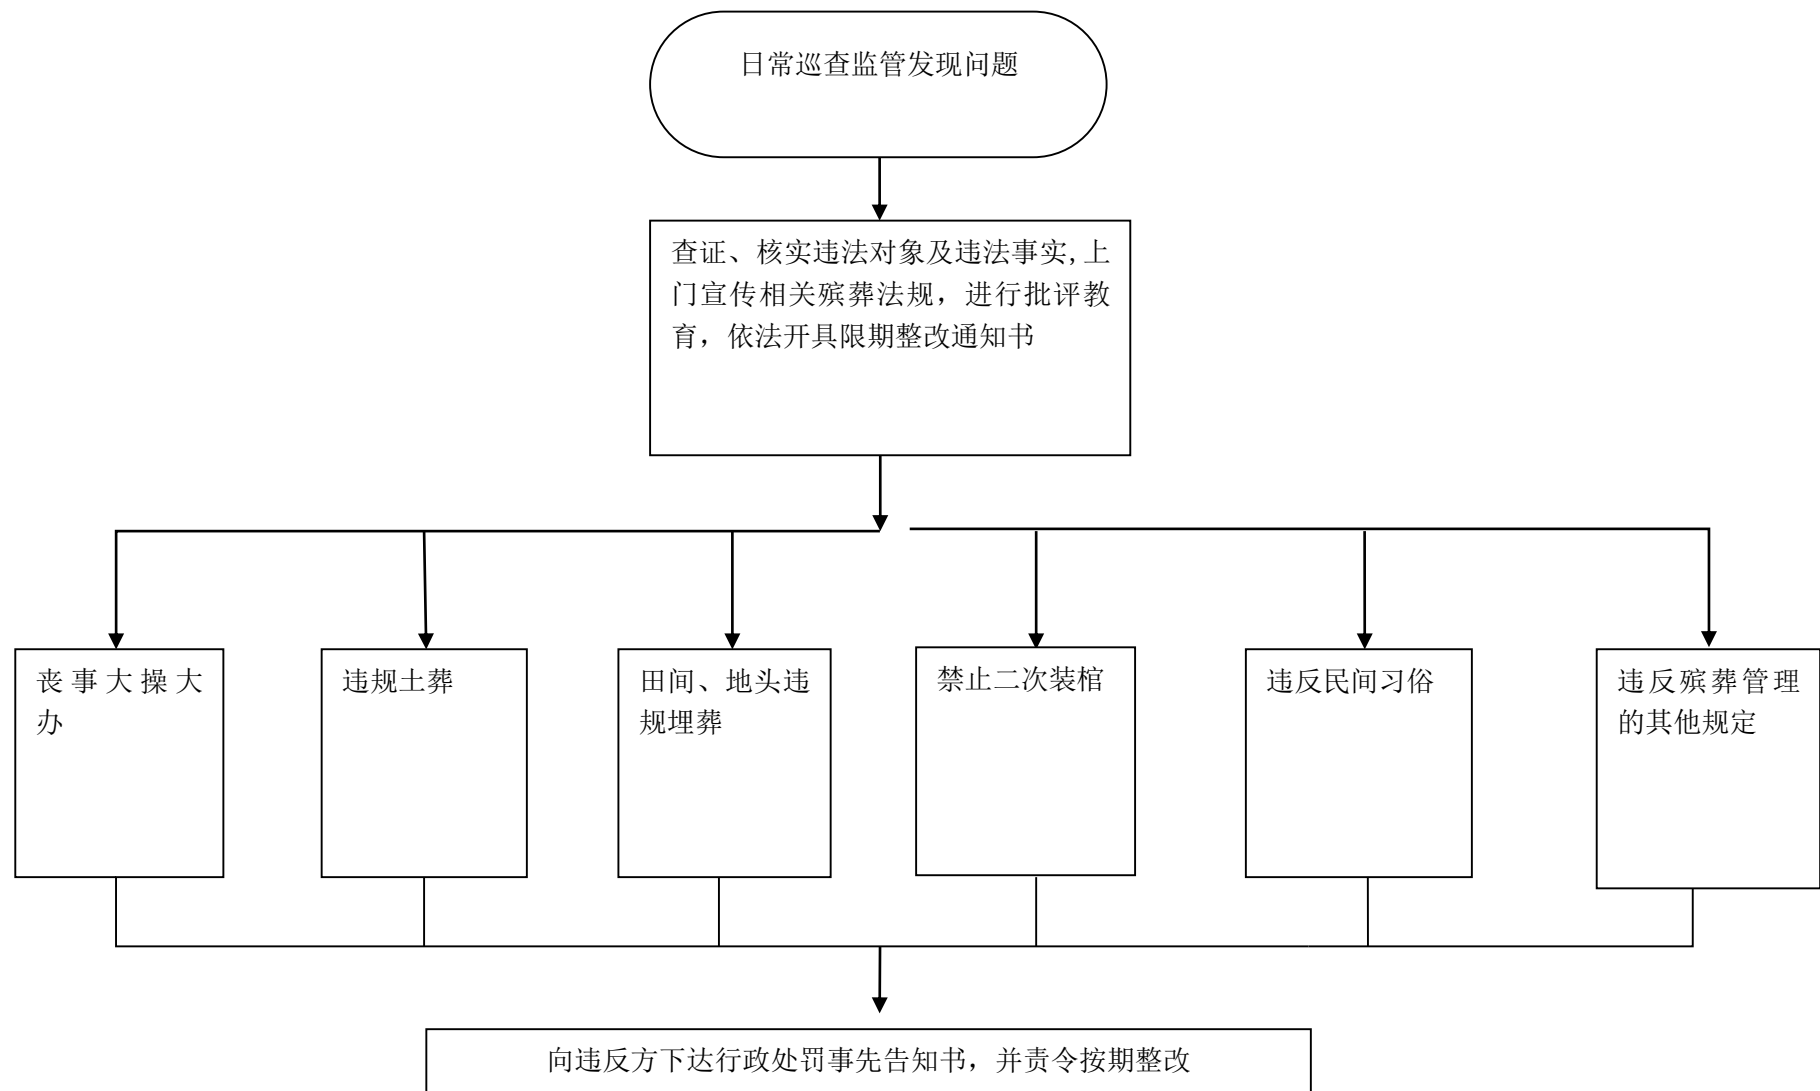 日常巡查监管发现问题
查证、核实违法对象及违法事实,上
门宣传相关殡葬法规，进行批评教
育，依法开具限期整改通知书
丧事大操大
办
违规土葬
田间、地头违
规埋葬
禁止二次装棺
违反民间习俗
违反殡葬管理
的其他规定
向违反方下达行政处罚事先告知书，并责令按期整改